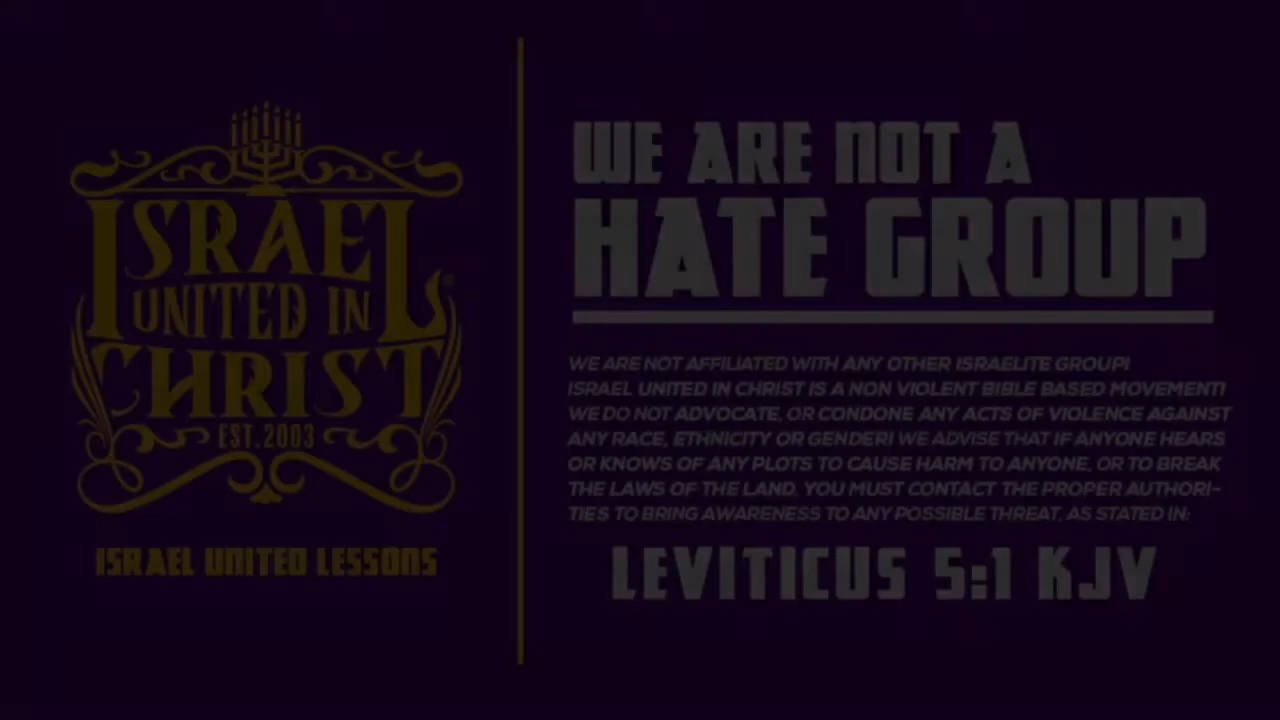 ISRAEL
UNITED IN
CHRIST
EST. 2003
ISRAEL UNITED LESSONS
WE ARE NOT A
HATE GROUP
WE ARE NOT AFFILIATED WITH ANY OTHER ISRAELITE GROUP!
ISRAEL UNITED IN CHRIST IS A NON VIOLENT BIBLE BASED MOVEMENT!
WE DO NOT ADVOCATE, OR CONDONE ANY ACTS OF VIOLENCE AGAINST
ANY RACE, ETHNICITY OR GENDER! WE ADVISE THAT IF ANYONE HEARS
OR KNOWS OF ANY PLOTS TO CAUSE HARM TO ANYONE, OR TO BREAK
THE LAWS OF THE LAND, YOU MUST CONTACT THE PROPER AUTHORI-
TIES TO BRING AWARENESS TO ANY POSSIBLE THREAT, AS STATED IN:
LEVITICUS 5:1 KJV